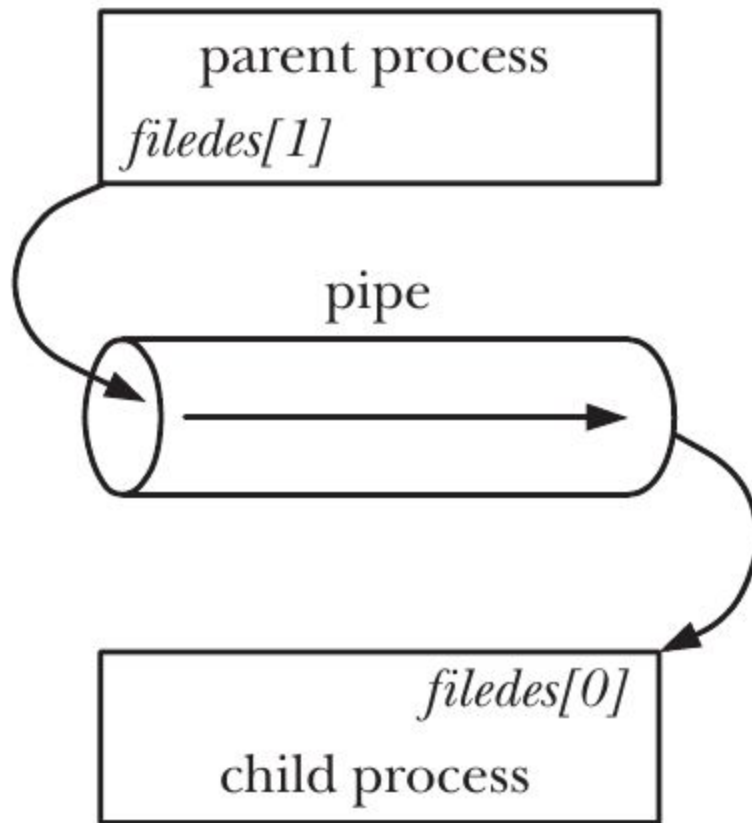 parent process
filedes[1]
pipe
filedes[0]
child process